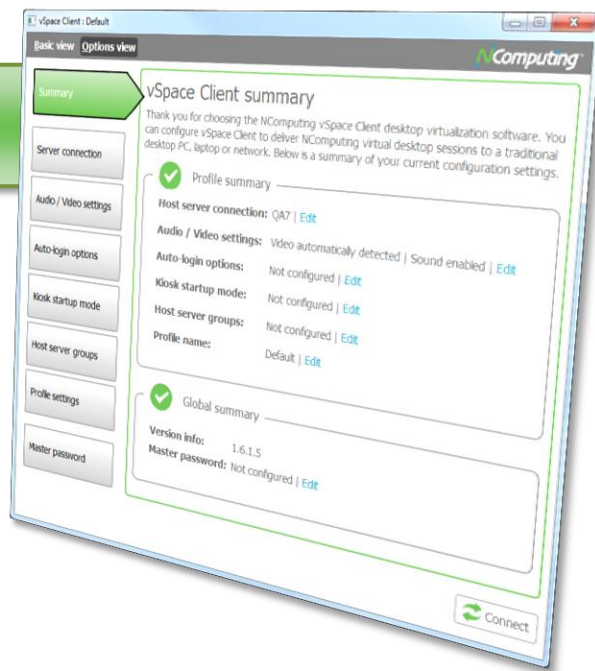 vSpace Client : Default
Basic view Options view
NComputing
Summary
Server connection
Audio / Video settings
Auto-login options
Kiosk startup mode
Host server groups
Profile settings
Master password
vSpace Client summary
Thank you for choosing the NComputing vSpace Client desktop virtualization software. You
can configure vSpace Client to deliver NComputing virtual desktop sessions to a traditional
desktop PC, laptop or network. Below is a summary of your current configuration settings.
Profile summary
Host server connection: QA7 | Edit
Audio / Video settings: Video automatically detected | Sound enabled | Edit
Auto-login options: Not configured | Edit
Kiosk startup mode: Not configured | Edit
Host server groups: Not configured | Edit
Profile name: Default | Edit
Global summary
Version info: 1.6.1.5
Master password: Not configured | Edit
Connect